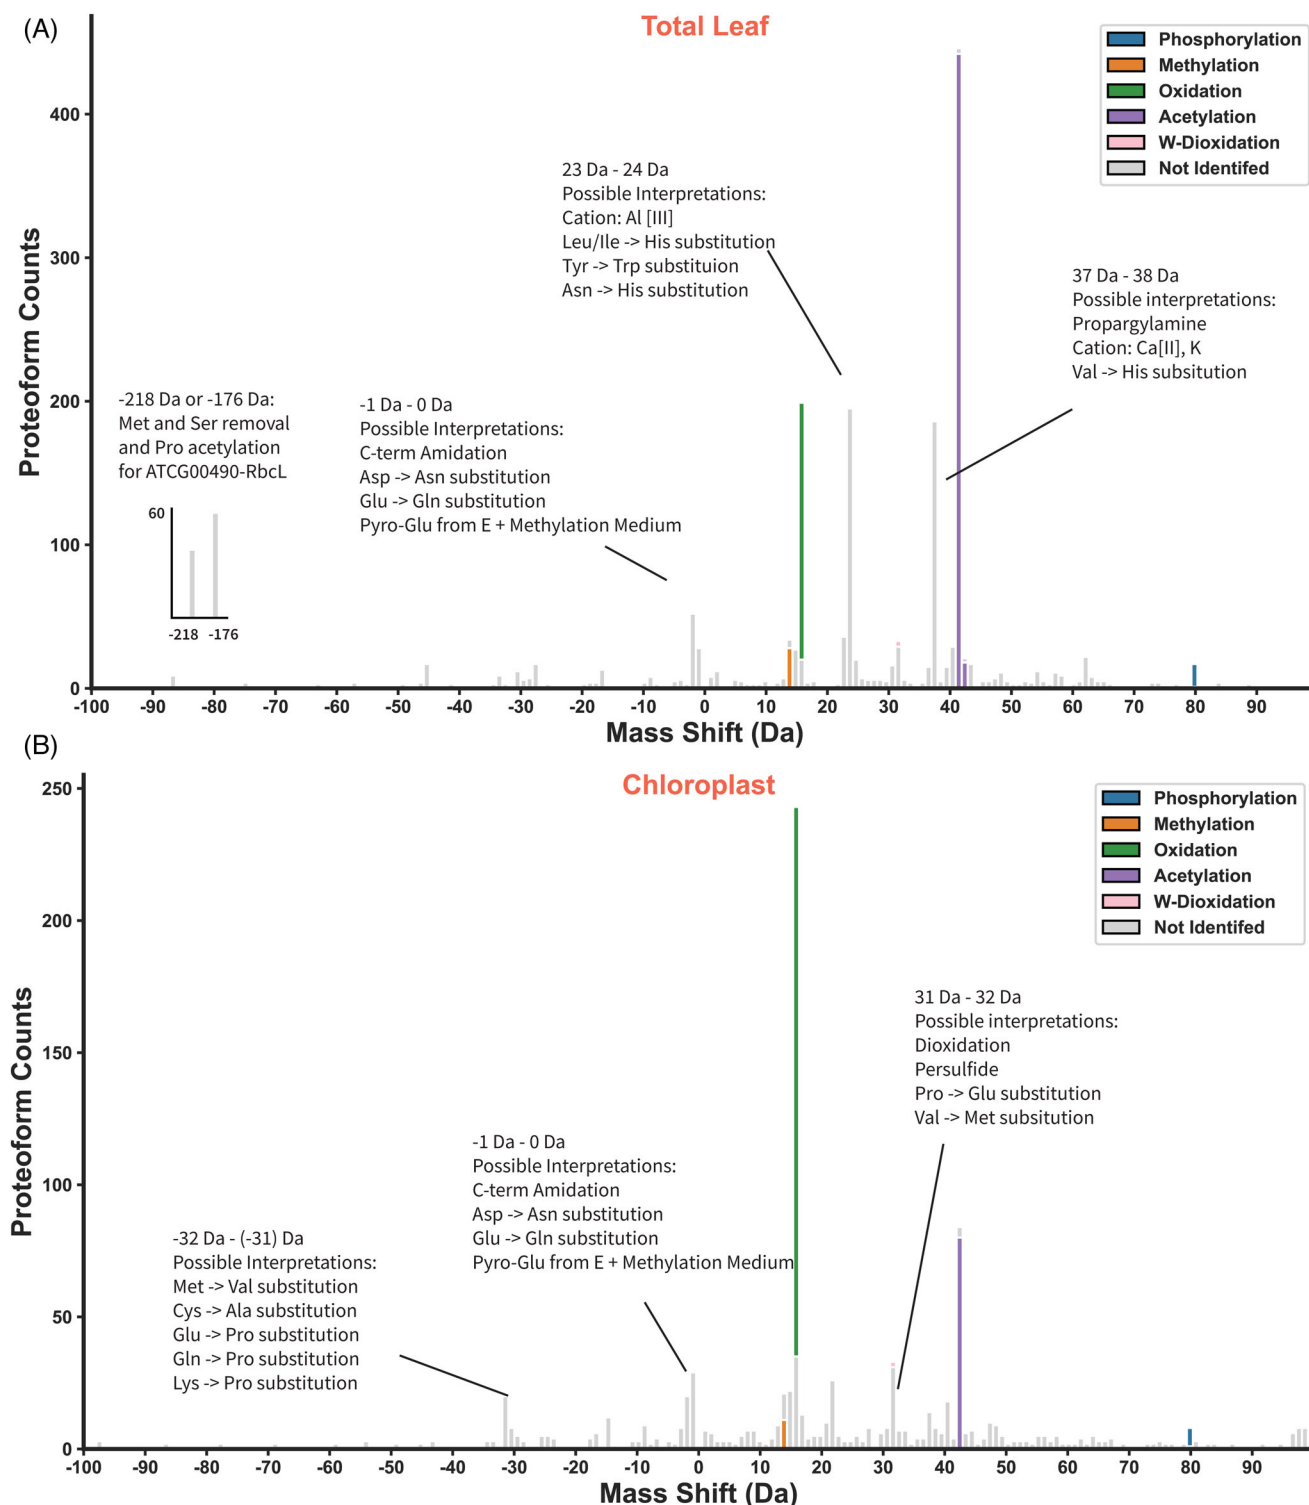 (A)
Total Leaf
Phosphorylation
Methylation
Oxidation
Acetylation
W-Dioxidation
Not Identifed
Proteoform Counts
400
300
200
100
0
23 Da - 24 Da
Possible Interpretations:
Cation: Al [III]
Leu/Ile -> His substitution
Tyr -> Trp substituion
Asn -> His substitution
37 Da - 38 Da
Possible interpretations:
Propargylamine
Cation: Ca[II], K
Val -> His subsitution
-218 Da or -176 Da:
Met and Ser removal
and Pro acetylation
for ATCG00490-RbcL
60
-218 -176
-1 Da - 0 Da
Possible Interpretations:
C-term Amidation
Asp -> Asn substitution
Glu -> Gln substitution
Pyro-Glu from E + Methylation Medium
-100 -90 -80 -70 -60 -50 -40 -30 -20 -10 0 10 20 30 40 50 60 70 80 90
Mass Shift (Da)
(B)
Chloroplast
Phosphorylation
Methylation
Oxidation
Acetylation
W-Dioxidation
Not Identifed
Proteoform Counts
250
200
150
100
50
0
31 Da - 32 Da
Possible interpretations:
Dioxidation
Persulfide
Pro -> Glu substitution
Val -> Met subsitution
-1 Da - 0 Da
Possible Interpretations:
C-term Amidation
Asp -> Asn substitution
Glu -> Gln substitution
Pyro-Glu from E + Methylation Medium
-32 Da - (-31) Da
Possible Interpretations:
Met -> Val substitution
Cys -> Ala substitution
Glu -> Pro substitution
Gln -> Pro substitution
Lys -> Pro substitution
-100 -90 -80 -70 -60 -50 -40 -30 -20 -10 0 10 20 30 40 50 60 70 80 90
Mass Shift (Da)